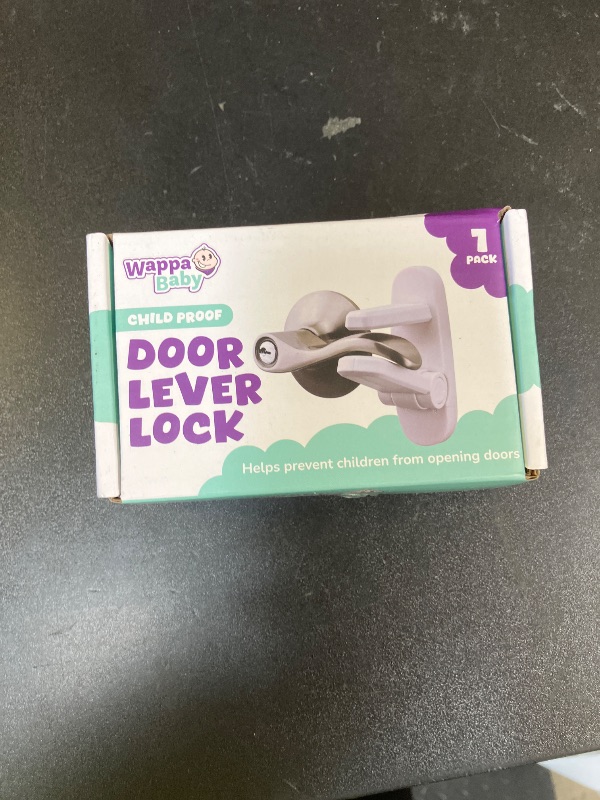 Wappa
Baby
1
PACK
CHILD PROOF
DOOR
LEVER
LOCK
Helps prevent children from opening doors